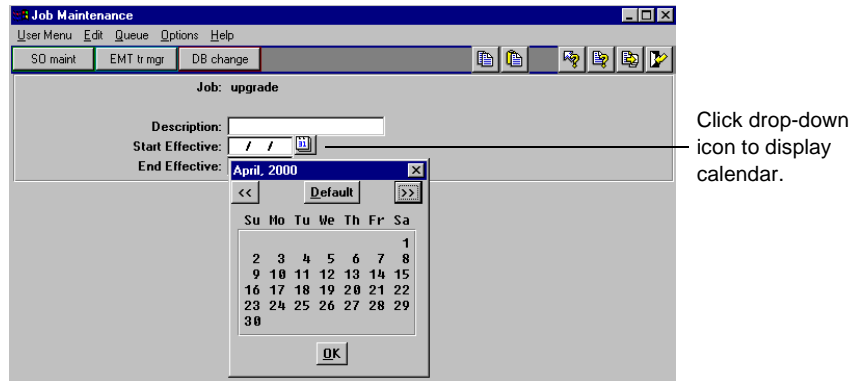 Job Maintenance
User Menu Edit Queue Options Help
SO maint EMT tr mgr DB change
Job: upgrade
Description:
Start Effective: / /
End Effective:
Click drop-down
icon to display
calendar.
April, 2000
<< Default >>
Su Mo Tu We Th Fr Sa
1
2 3 4 5 6 7 8
9 10 11 12 13 14 15
16 17 18 19 20 21 22
23 24 25 26 27 28 29
30
OK